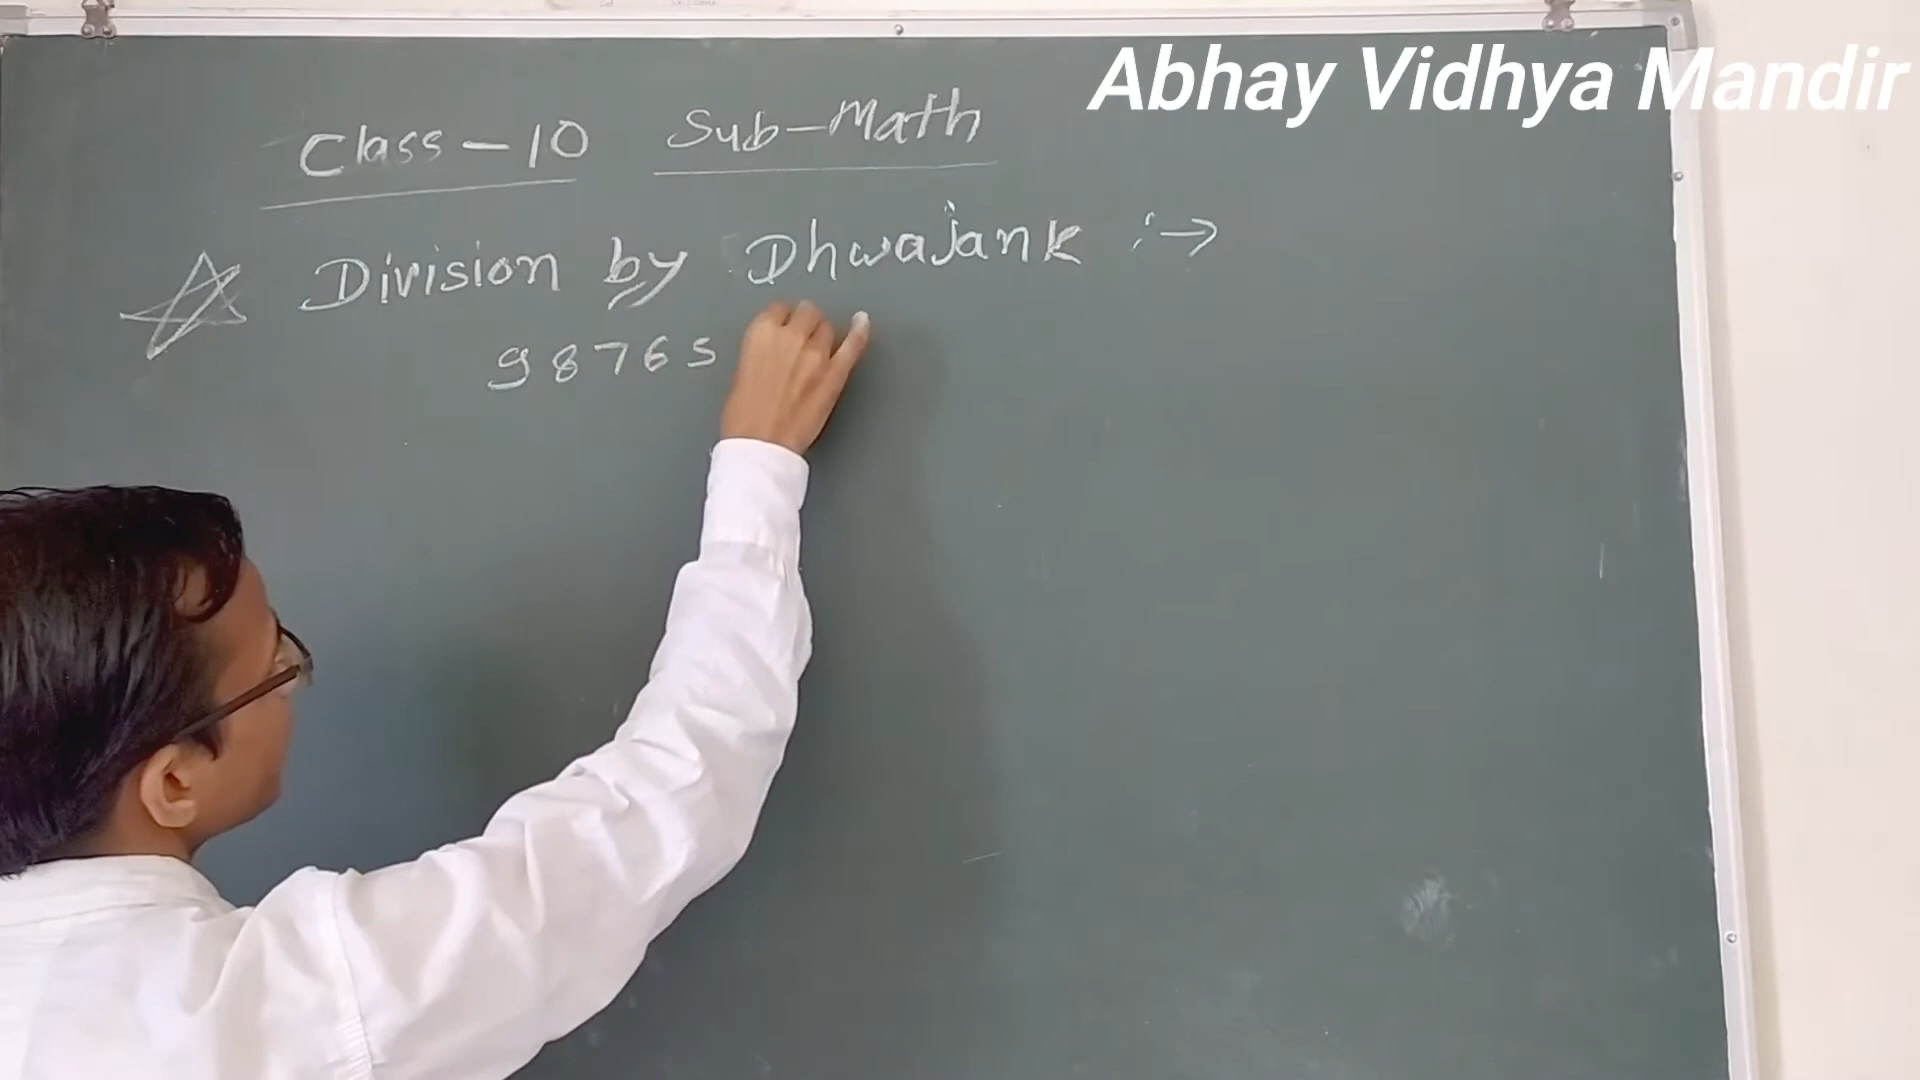 Abhay Vidhya Mandir
Class - 10 Sub - Math
Division by Dhwajank :->
98765